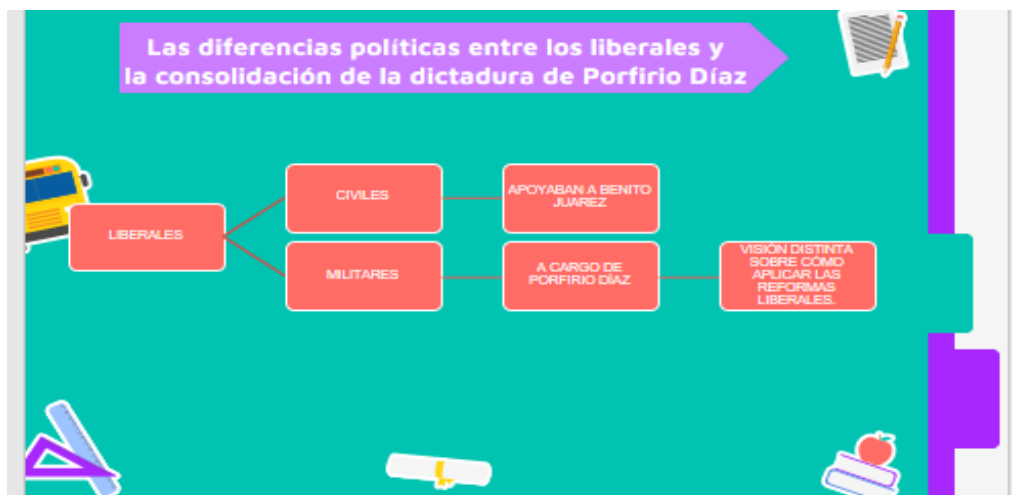 Las diferencias políticas entre los liberales y
la consolidación de la dictadura de Porfirio Díaz
LIBERALES
CIVILES
APOYABAN A BENITO
JUAREZ
MILITARES
A CARGO DE
PORFIRIO DÍAZ
VISIÓN DISTINTA
SOBRE CÓMO
APLICAR LAS
REFORMAS
LIBERALES.